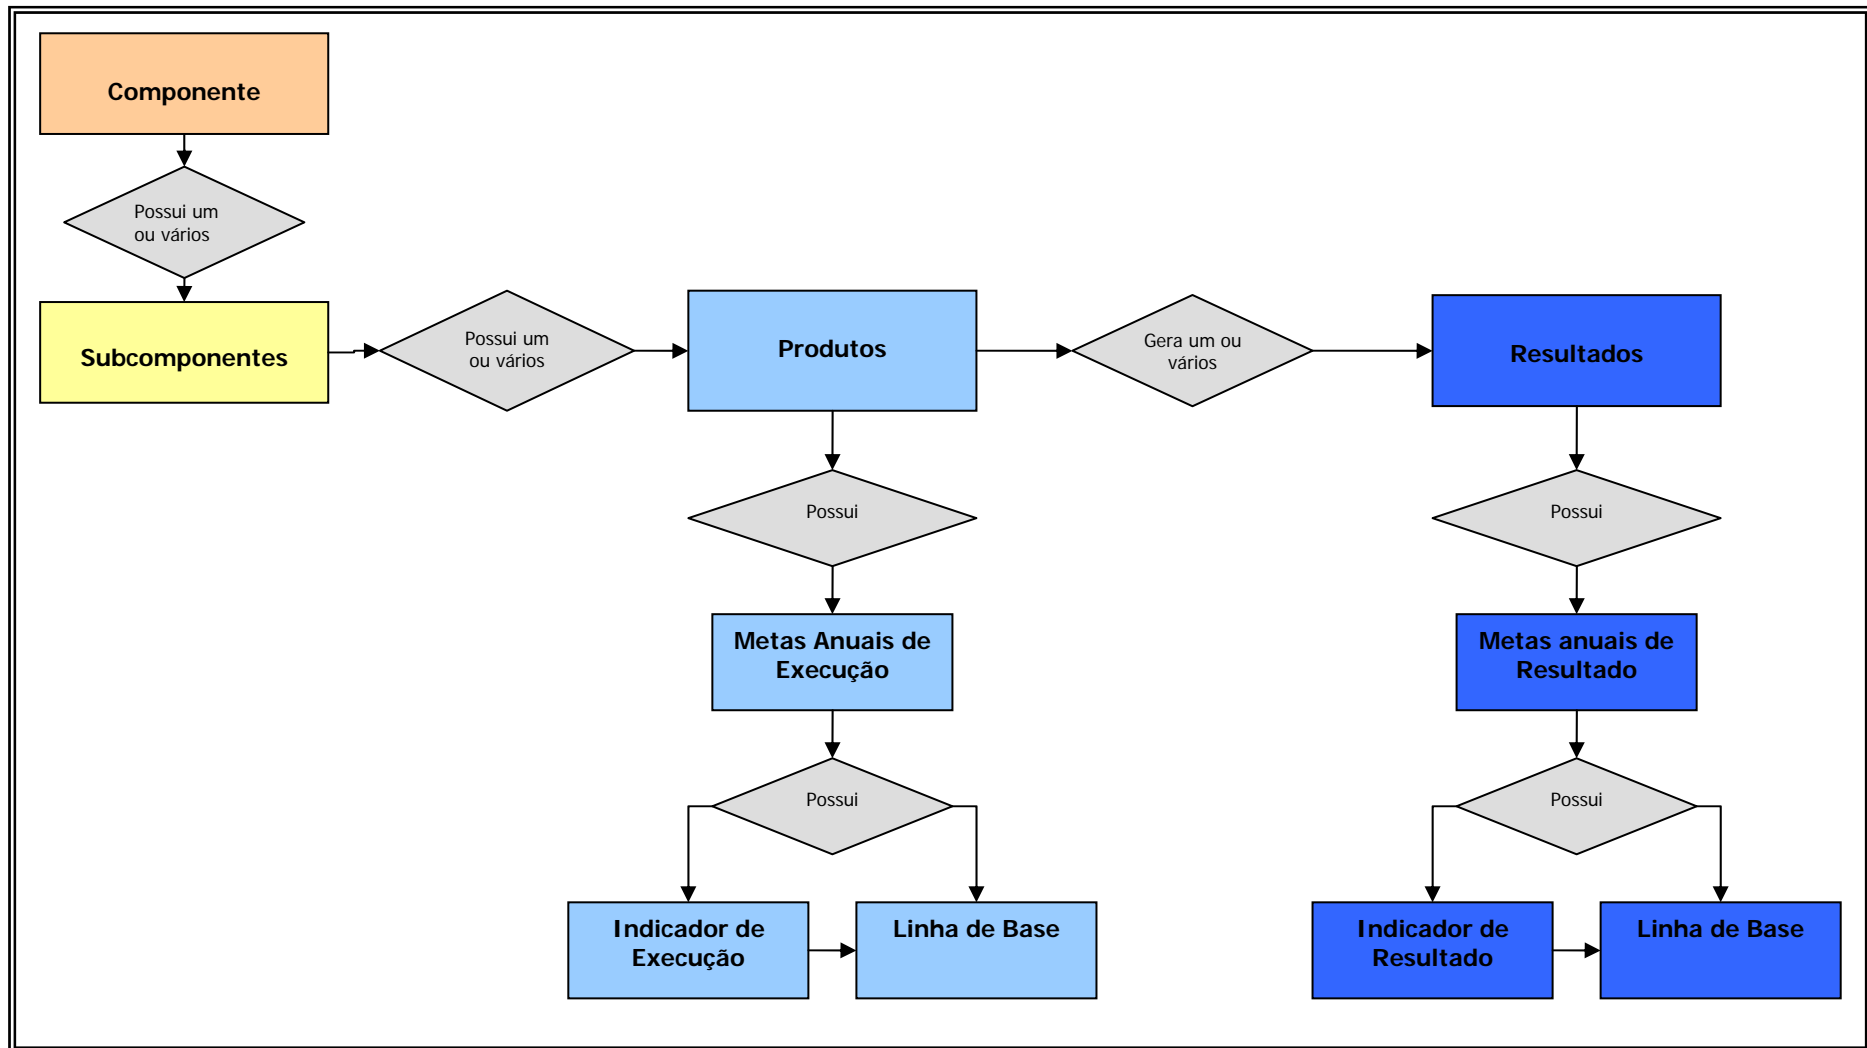 Componente
Possui um
ou vários
Subcomponentes
Possui um
ou vários
Produtos
Gera um ou
vários
Resultados
Possui
Possui
Metas Anuais de
Execução
Metas anuais de
Resultado
Possui
Possui
Indicador de
Execução
Linha de Base
Indicador de
Resultado
Linha de Base